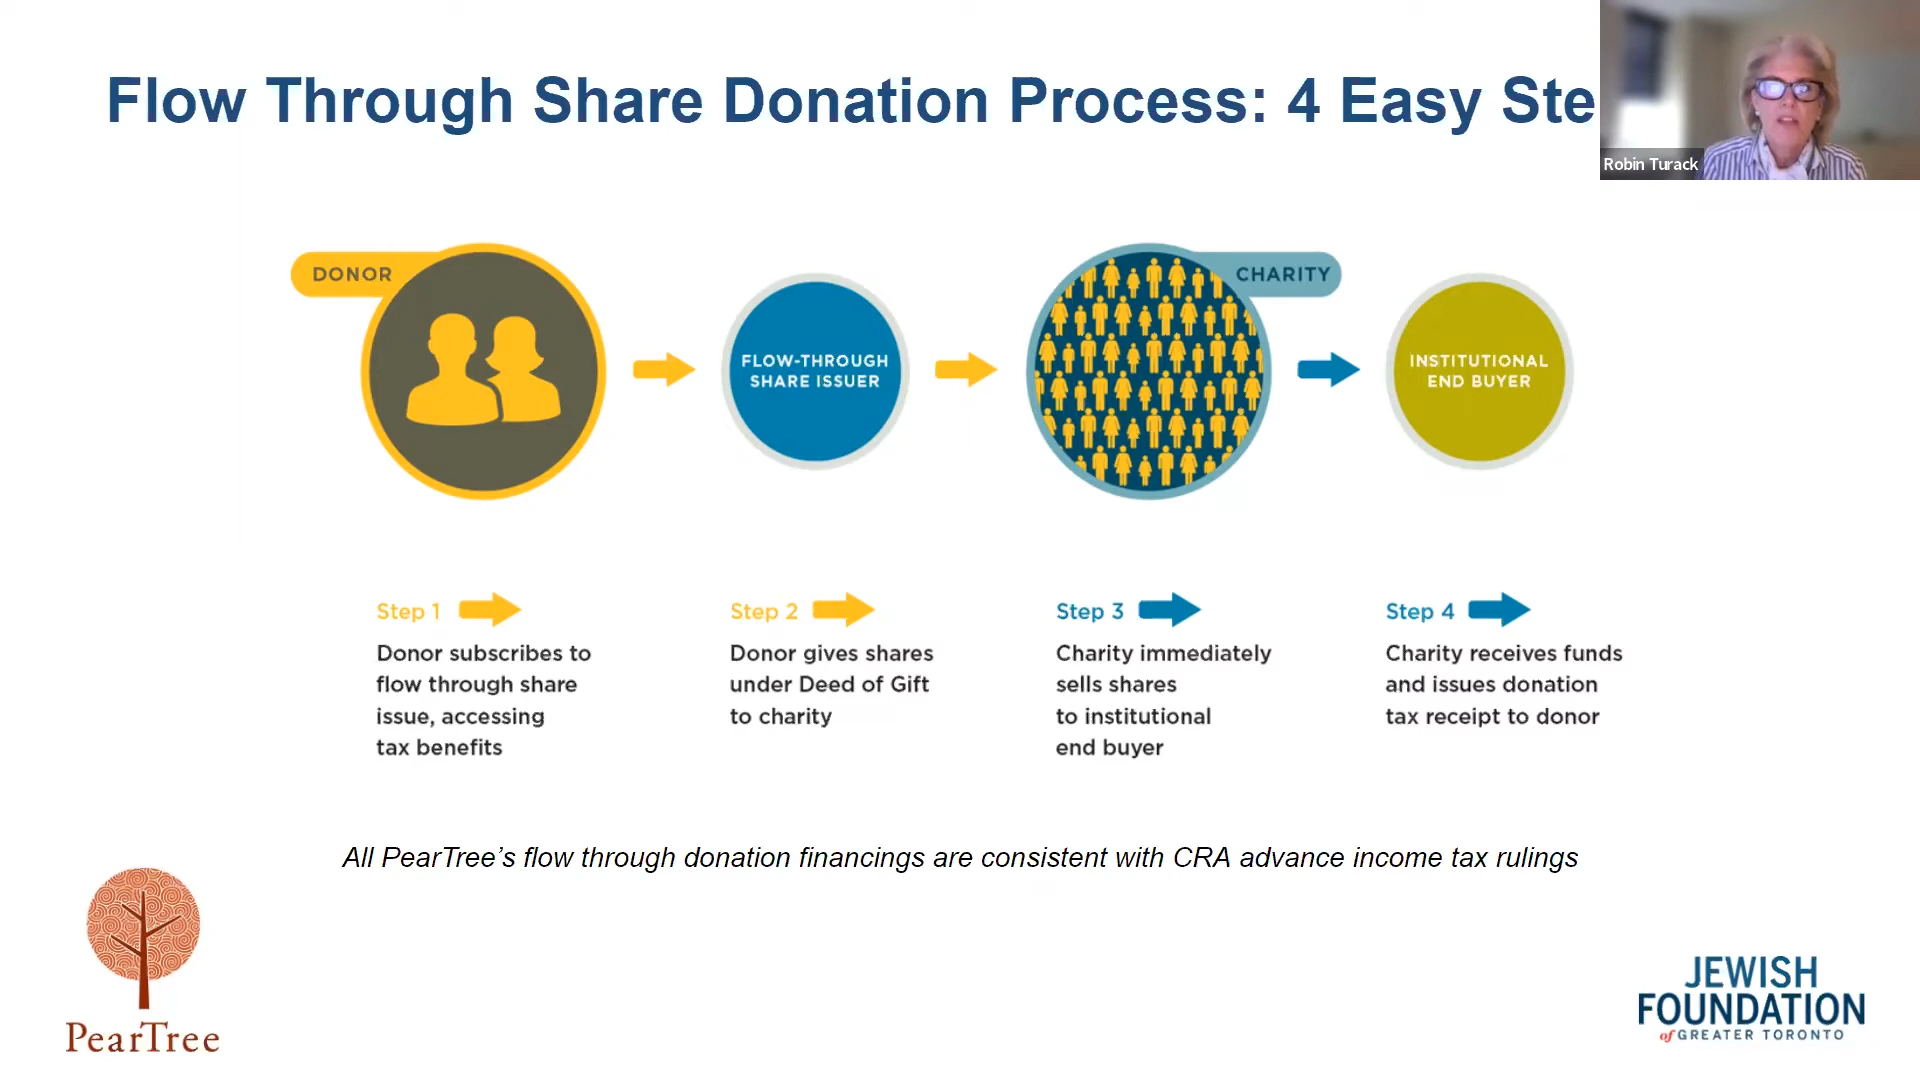 Flow Through Share Donation Process: 4 Easy Ste
Robin Turack
DONOR
FLOW-THROUGH
SHARE ISSUER
CHARITY
INSTITUTIONAL
END BUYER
Step 1
Donor subscribes to
flow through share
issue, accessing
tax benefits
Step 2
Donor gives shares
under Deed of Gift
to charity
Step 3
Charity immediately
sells shares
to institutional
end buyer
Step 4
Charity receives funds
and issues donation
tax receipt to donor
All PearTree’s flow through donation financings are consistent with CRA advance income tax rulings
PearTree
JEWISH
FOUNDATION
of GREATER TORONTO